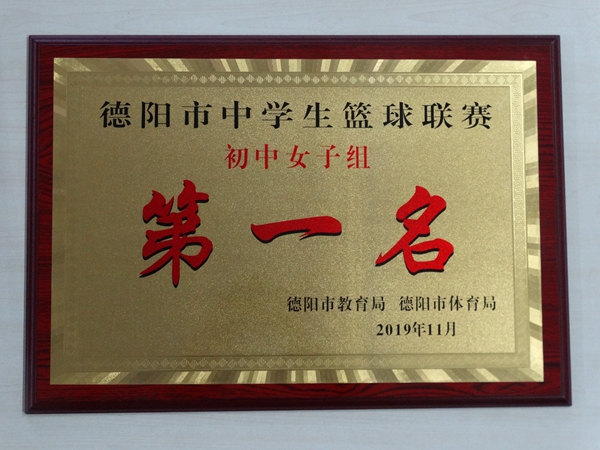 德阳市中学生篮球联赛
初中女子组
第一名
德阳市教育局 德阳市体育局
2019年11月